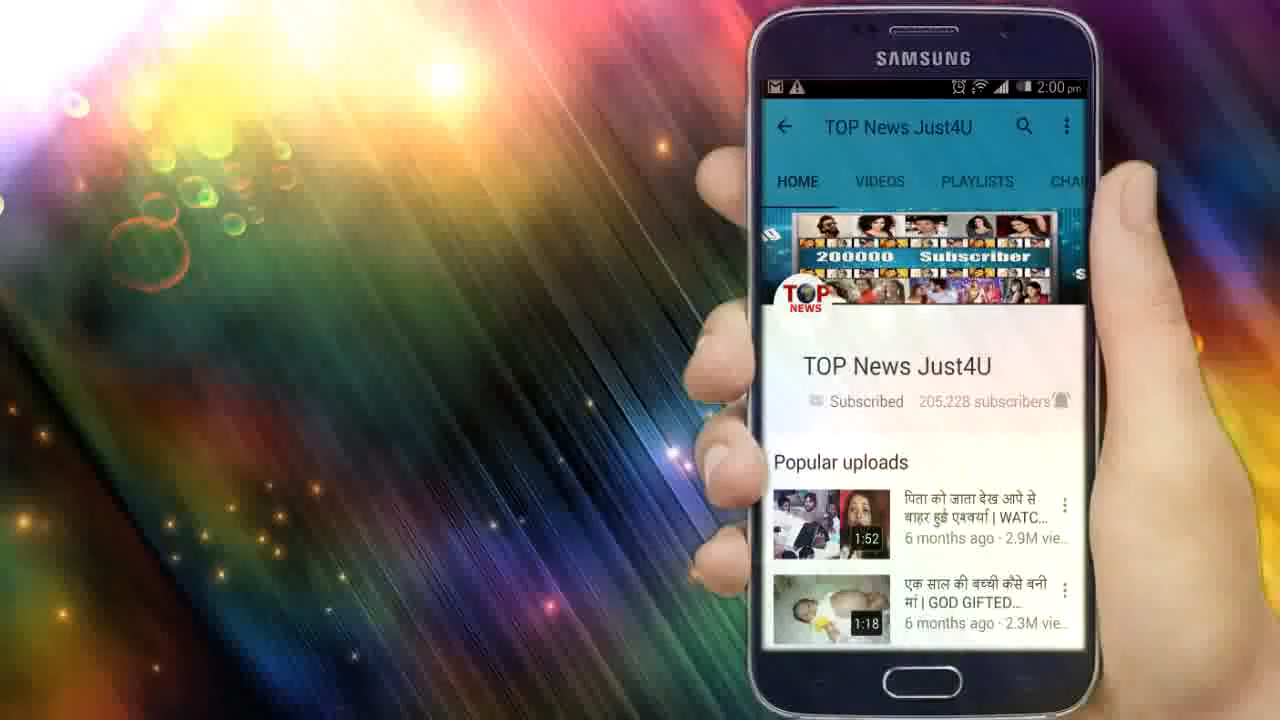 SAMSUNG
2:00 pm
TOP News Just4U
HOME VIDEOS PLAYLISTS CHA
200000 Subscriber
$
TOP
NEWS
TOP News Just4U
Subscribed 205,228 subscribers
Popular uploads
पिता को जाता देख आपे से
बाहर हुई एश्वर्या | WATC...
1:52
6 months ago · 2.9M vie...
एक साल की बच्ची कैसे बनी
मां | GOD GIFTED...
1:18
6 months ago · 2.3M vie...